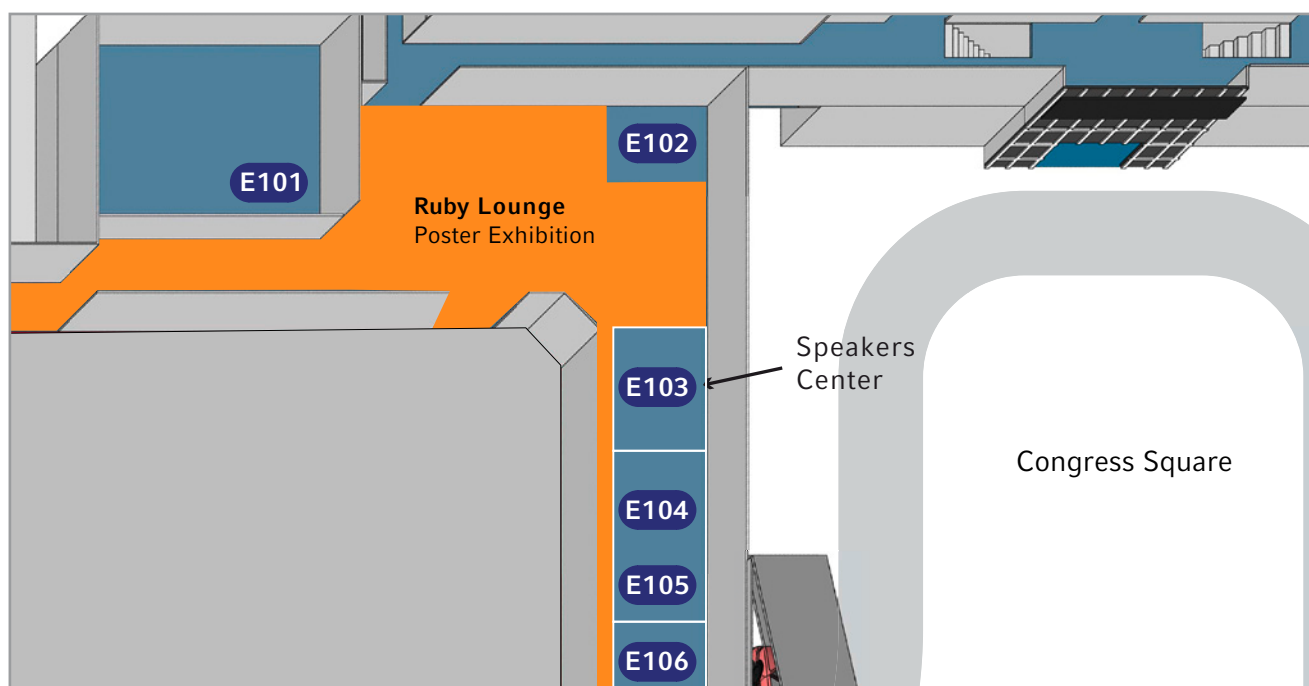 E102
E101
Ruby Lounge
Poster Exhibition
Speakers
Center
E103
Congress Square
E104
E105
E106